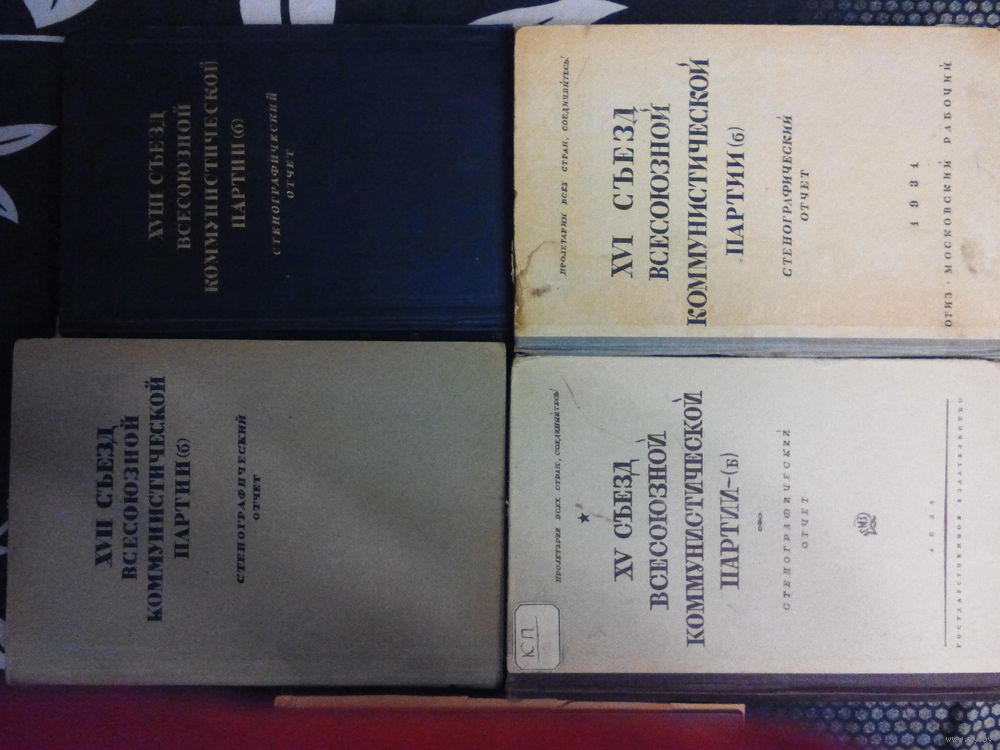 XVIII СЪЕЗД
ВСЕСОЮЗНОЙ
КОММУНИСТИЧЕСКОЙ
ПАРТИИ (б)
СТЕНОГРАФИЧЕСКИЙ
ОТЧЕТ
ПРОЛЕТАРИИ ВСЕХ СТРАН, СОЕДИНЯЙТЕСЬ!
XVI СЪЕЗД
ВСЕСОЮЗНОЙ
КОММУНИСТИЧЕСКОЙ
ПАРТИИ (б)
СТЕНОГРАФИЧЕСКИЙ
ОТЧЕТ
1931
ОГИЗ · МОСКОВСКИЙ РАБОЧИЙ
XVII СЪЕЗД
ВСЕСОЮЗНОЙ
КОММУНИСТИЧЕСКОЙ
ПАРТИИ (б)
СТЕНОГРАФИЧЕСКИЙ
ОТЧЕТ
ПРОЛЕТАРИИ ВСЕХ СТРАН, СОЕДИНЯЙТЕСЬ!
XV СЪЕЗД
ВСЕСОЮЗНОЙ
КОММУНИСТИЧЕСКОЙ
ПАРТИИ-(Б)
СТЕНОГРАФИЧЕСКИЙ
ОТЧЕТ
ГОСУДАРСТВЕННОЕ ИЗДАТЕЛЬСТВО
КП